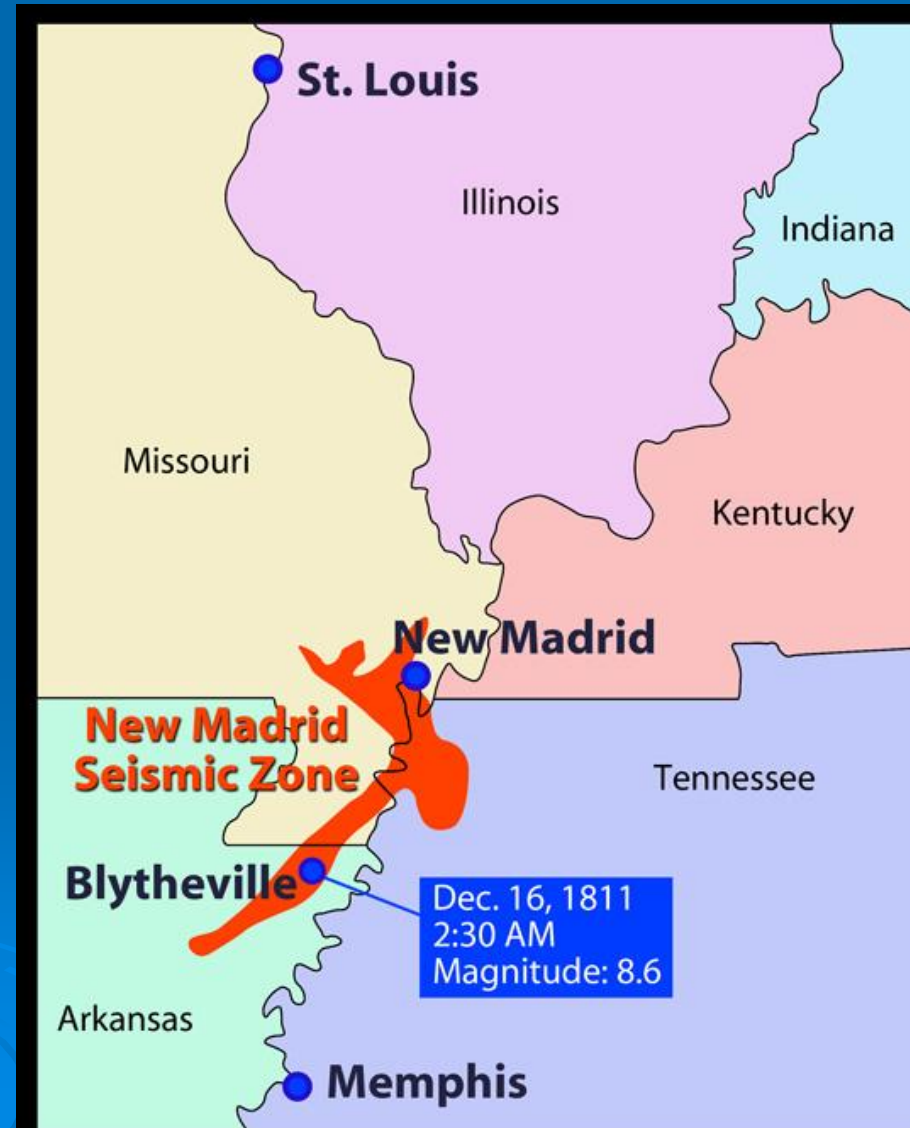 St. Louis
Illinois
Indiana
Missouri
Kentucky
New Madrid
New Madrid
Seismic Zone
Tennessee
Blytheville
Dec. 16, 1811
2:30 AM
Magnitude: 8.6
Arkansas
Memphis